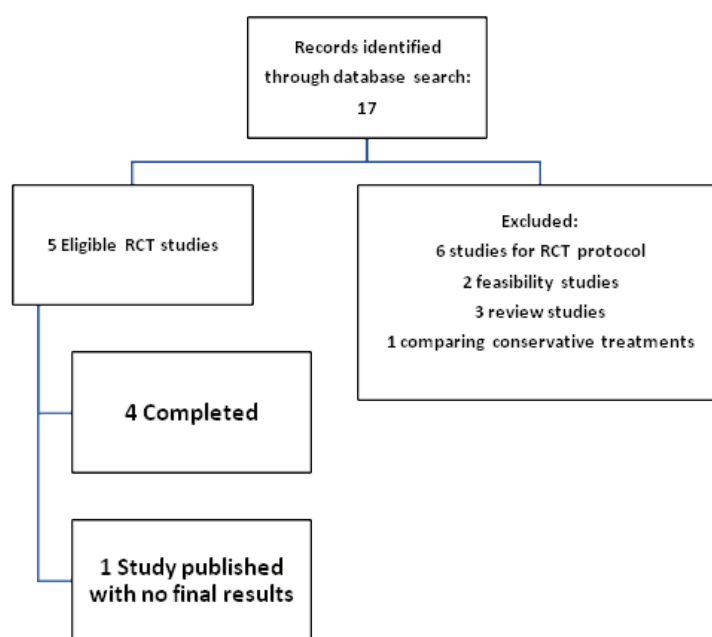 Records identified
through database search:
17
5 Eligible RCT studies
Excluded:
6 studies for RCT protocol
2 feasibility studies
3 review studies
1 comparing conservative treatments
4 Completed
1 Study published
with no final results